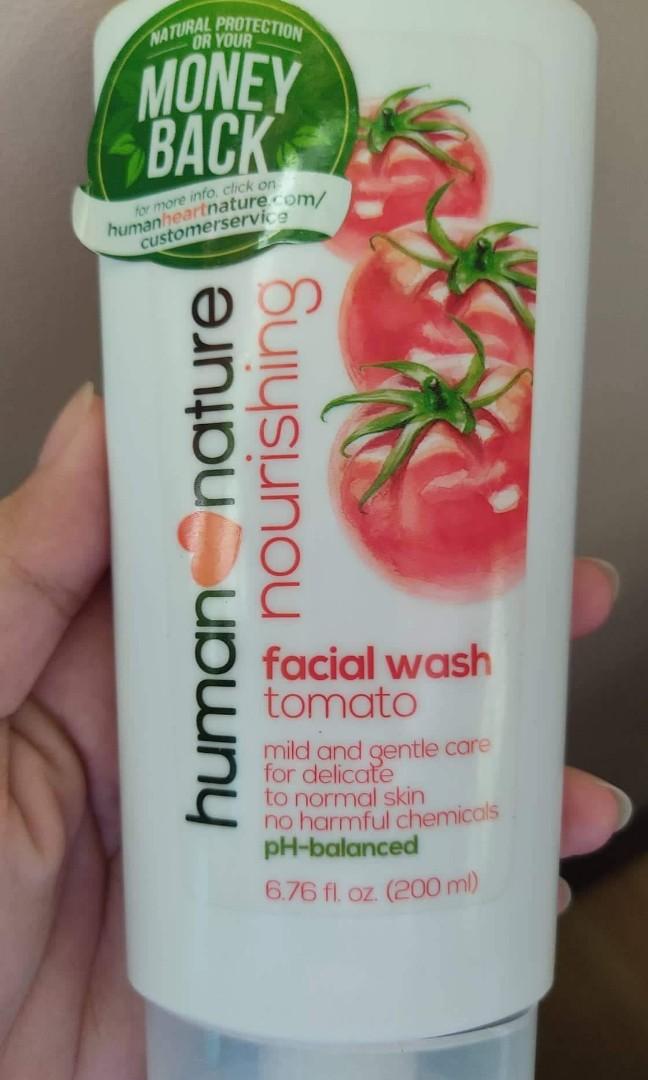 NATURAL PROTECTION
OR YOUR
MONEY
BACK
for more info, click on
humanheartnature.com/
customerservice
human nature
nourishing
facial wash
tomato
mild and gentle care
for delicate
to normal skin
no harmful chemicals
pH-balanced
6.76 fl. oz. (200 ml)